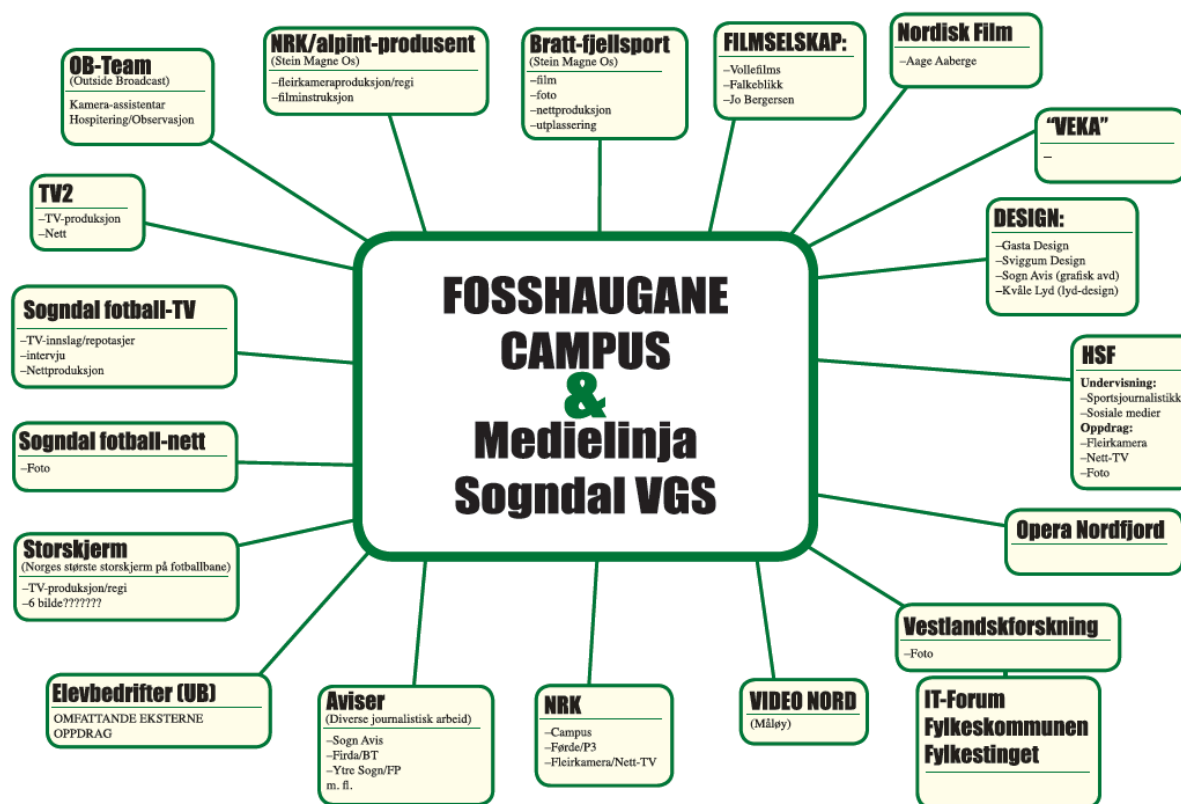 OB-Team
(Outside Broadcast)
Kamera-assistentar
Hospitering/Observasjon
NRK/alpint-produsent
(Stein Magne Os)
–fleirkameraproduksjon/regi
–filminstruksjon
Bratt-fjellsport
(Stein Magne Os)
–film
–foto
–nettproduksjon
–utplassering
FILMSELSKAP:
–Vollefilms
–Falkeblikk
–Jo Bergersen
Nordisk Film
–Aage Aaberge
“VEKA”
–
TV2
–TV-produksjon
–Nett
DESIGN:
–Gasta Design
–Sviggum Design
–Sogn Avis (grafisk avd)
–Kvåle Lyd (lyd-design)
Sogndal fotball-TV
–TV-innslag/repotasjer
–intervju
–Nettproduksjon
FOSSHAUGANE
CAMPUS
&
Medielinja
Sogndal VGS
HSF
Undervisning:
–Sportsjournalistikk
–Sosiale medier
Oppdrag:
–Fleirkamera
–Nett-TV
–Foto
Sogndal fotball-nett
–Foto
Storskjerm
(Norges største storskjerm på fotballbane)
–TV-produksjon/regi
–6 bilde???????
Opera Nordfjord
Elevbedrifter (UB)
OMFATTANDE EKSTERNE
OPPDRAG
Aviser
(Diverse journalistisk arbeid)
–Sogn Avis
–Firda/BT
–Ytre Sogn/FP
m. fl.
NRK
–Campus
–Førde/P3
–Fleirkamera/Nett-TV
VIDEO NORD
(Måløy)
Vestlandskforskning
–Foto
IT-Forum
Fylkeskommunen
Fylkestinget